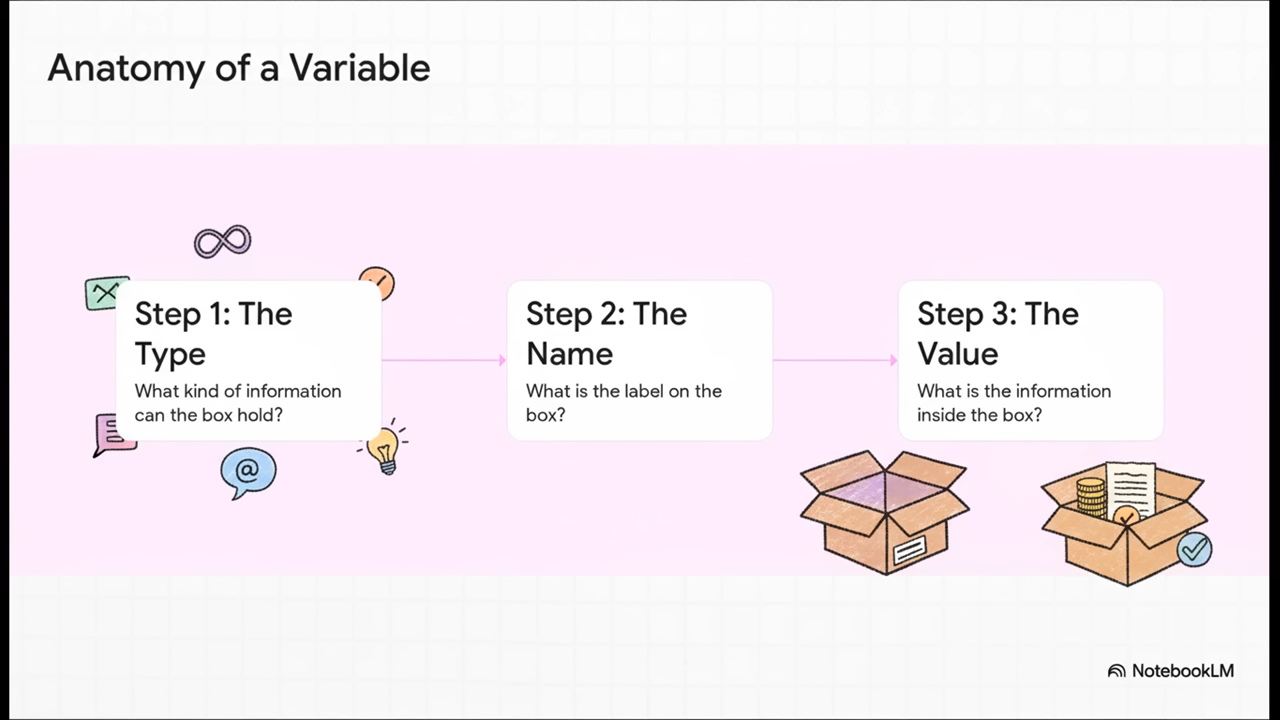 Anatomy of a Variable
Step 1: The
Type
What kind of information
can the box hold?
Step 2: The
Name
What is the label on the
box?
Step 3: The
Value
What is the information
inside the box?
@
NotebookLM